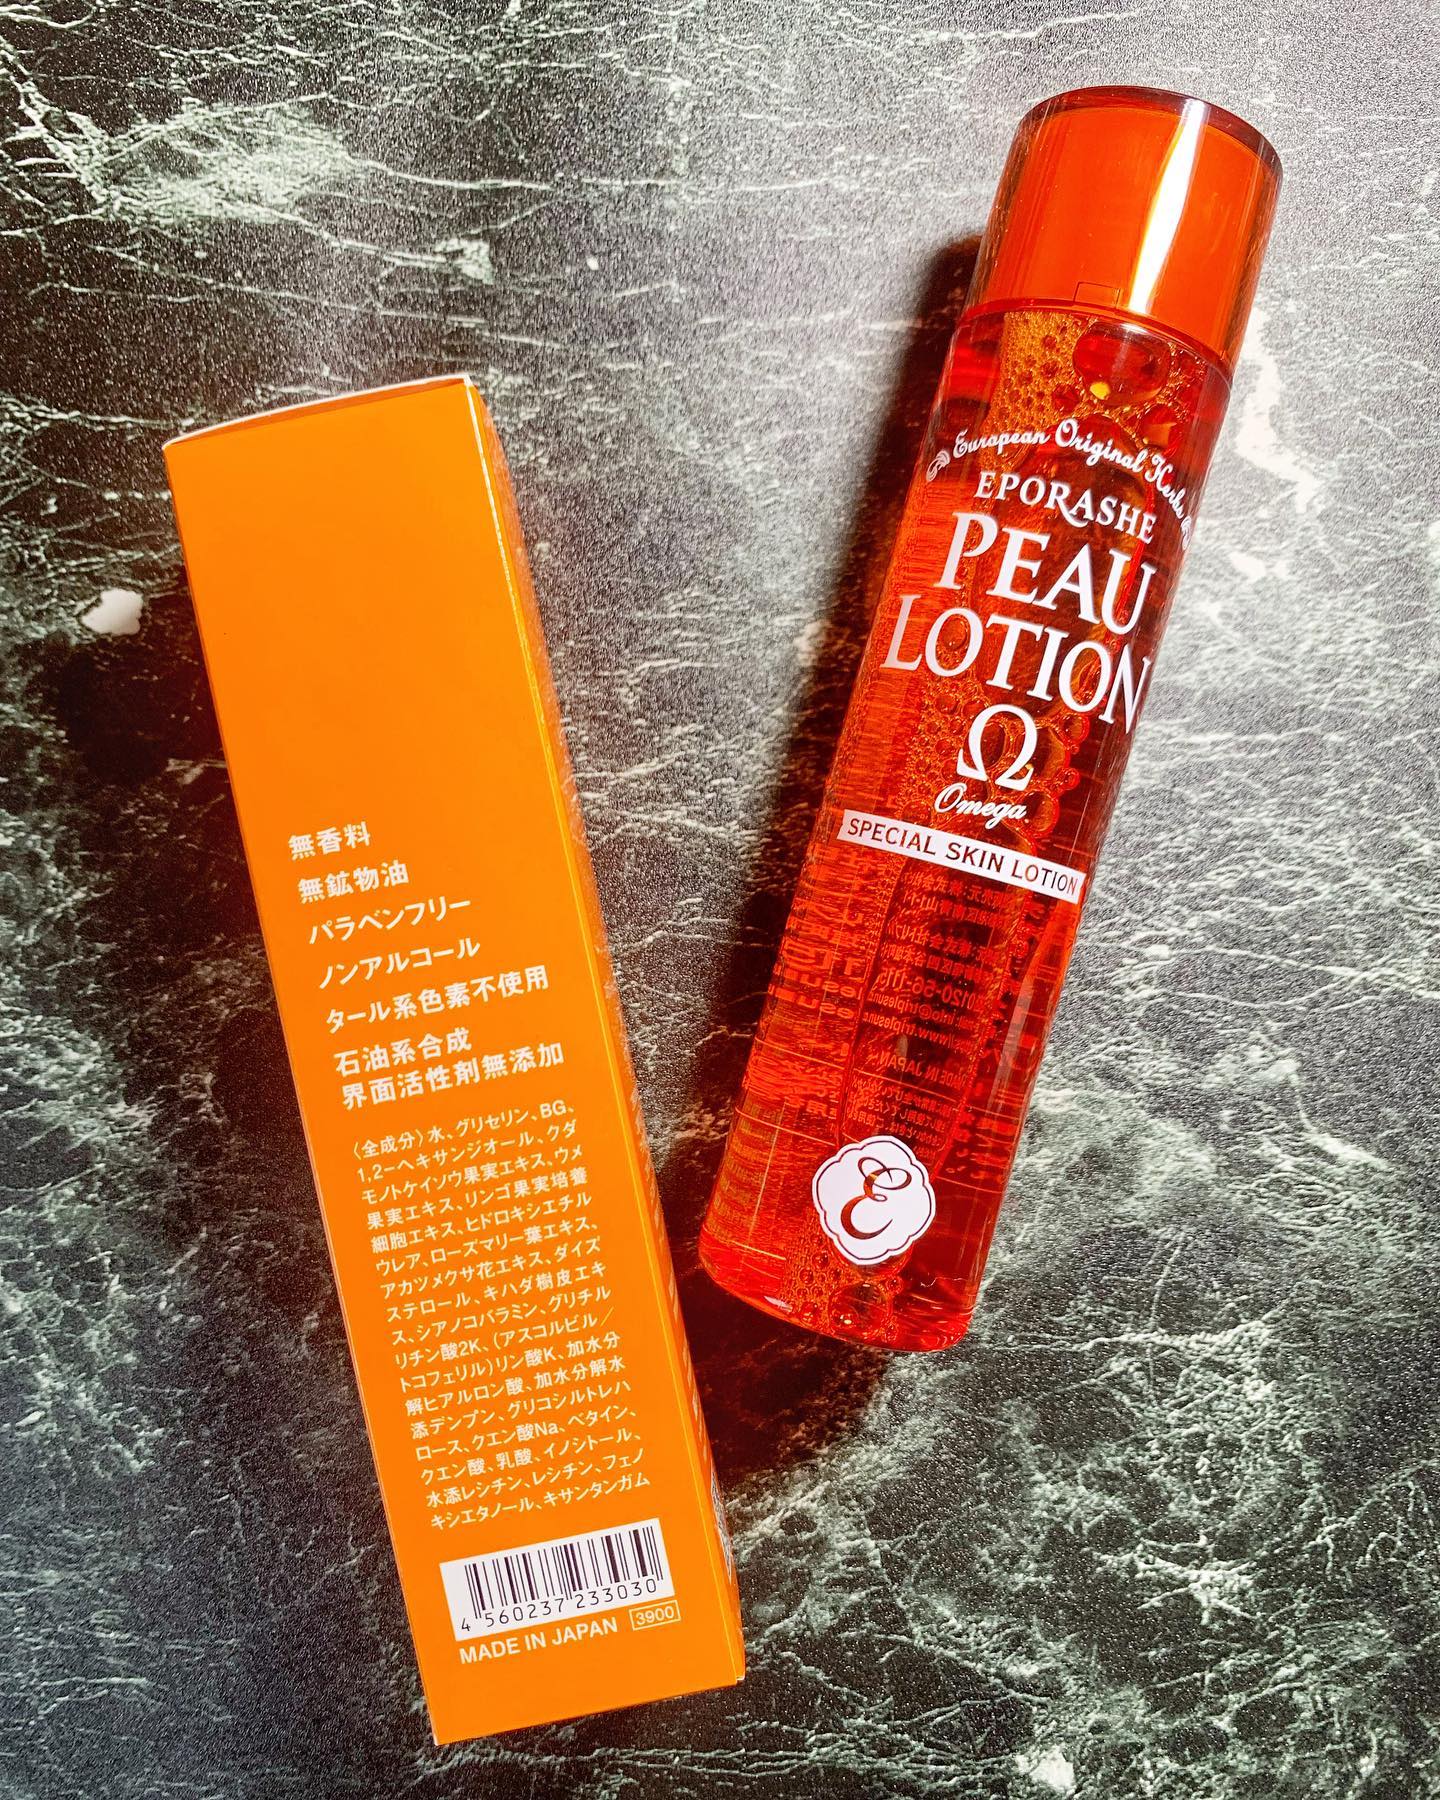 無香料
無鉱物油
パラベンフリー
ノンアルコール
タール系色素不使用
石油系合成
界面活性剤無添加
〈全成分〉水、グリセリン、BG、
1,2-ヘキサンジオール、クダ
モノトケイソウ果実エキス、ウメ
果実エキス、リンゴ果実培養
細胞エキス、ヒドロキシエチル
ウレア、ローズマリー葉エキス、
アカツメクサ花エキス、ダイズ
ステロール、キハダ樹皮エキ
ス、シアノコバラミン、グリチル
リチン酸2K、(アスコルビル/
トコフェリル)リン酸K、加水分
解ヒアルロン酸、加水分解水
添デンプン、グリコシルトレハ
ロース、クエン酸Na、ベタイン、
クエン酸、乳酸、イノシトール、
水添レシチン、レシチン、フェノ
キシエタノール、キサンタンガム
4 560237 233030
MADE IN JAPAN 3900
European Original Herbs
EPORASHE
PEAU
LOTION
Ω
Omega
SPECIAL SKIN LOTION
E